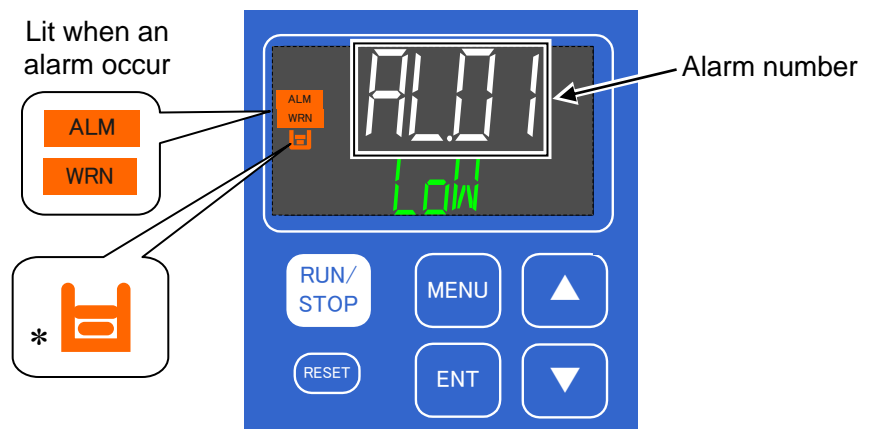 Lit when an
alarm occur
ALM
WRN
*
ALM
WRN
AL.01
LoW
Alarm number
RUN/
STOP
MENU
▲
RESET
ENT
▼